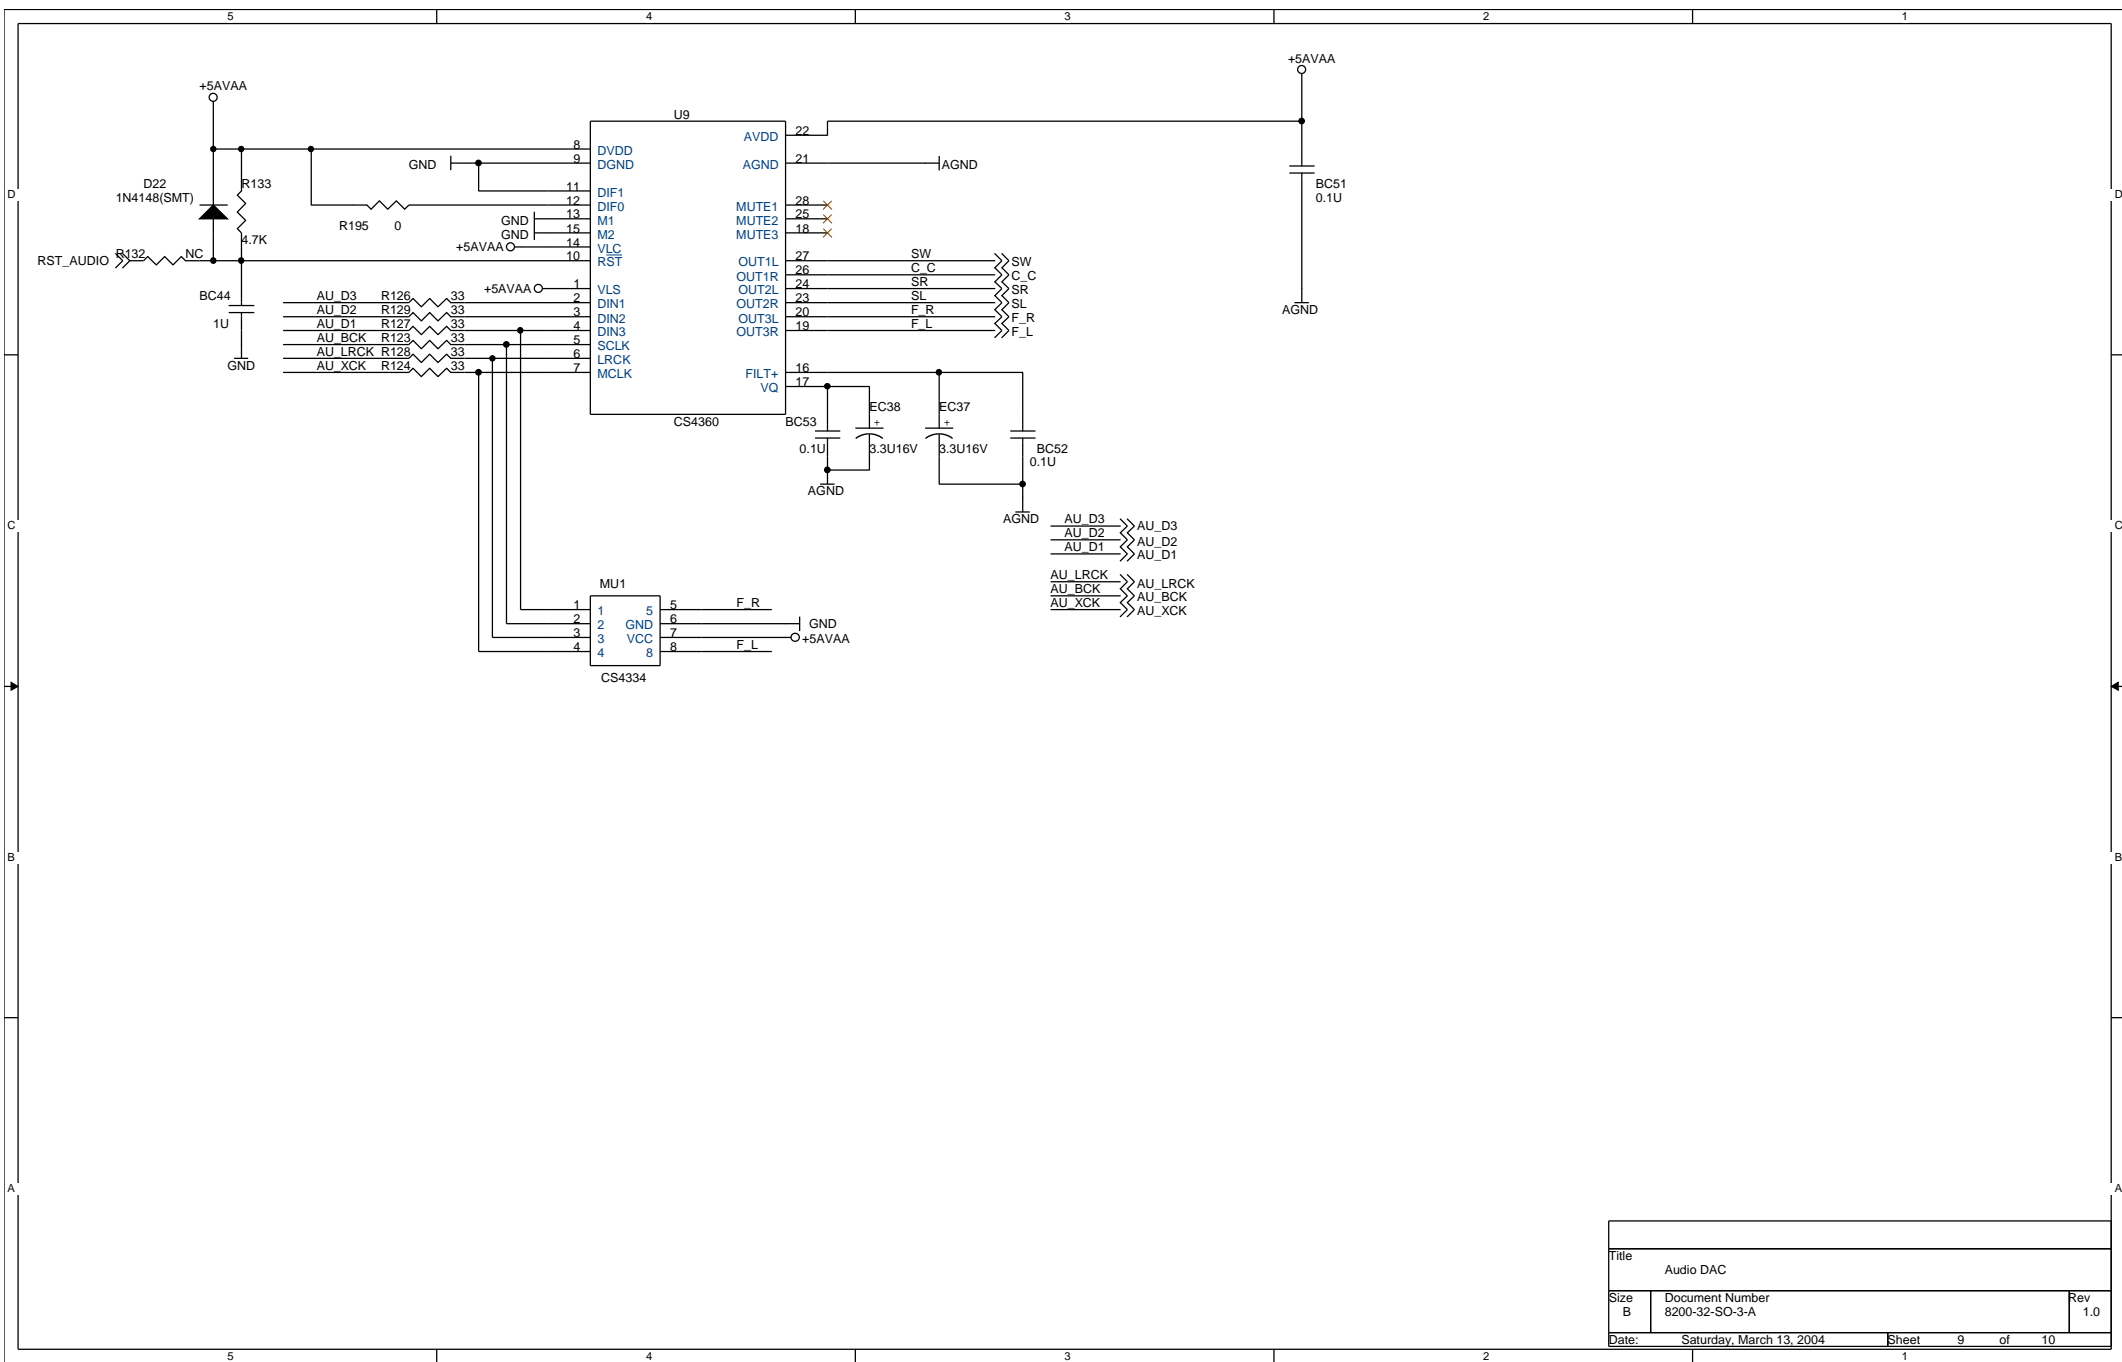 5 4 3 2 1
+5AVAA
+5AVAA
U9
22
AVDD
8
DVDD
GND
9
DGND
AGND
21
AGND
D
D22
1N4148(SMT)
R133
4.7K
11
DIF1
12
DIF0
R195 0
GND
13
M1
GND
15
M2
+5AVAA
14
VLC
10
RST
MUTE1
28
MUTE2
25
MUTE3
18
D
BC51
0.1U
RST_AUDIO
R132
NC
OUT1L
27
SW
SW
OUT1R
26
C_C
C_C
OUT2L
24
SR
SR
OUT2R
23
SL
SL
OUT3L
20
F_R
F_R
OUT3R
19
F_L
F_L
AGND
BC44
1U
GND
+5AVAA
1
VLS
AU_D3 R126 33 2 DIN1
AU_D2 R129 33 3 DIN2
AU_D1 R127 33 4 DIN3
AU_BCK R123 33 5 SCLK
AU_LRCK R128 33 6 LRCK
AU_XCK R124 33 7 MCLK
FILT+
16
VQ
17
CS4360
BC53
0.1U
EC38
+
3.3U16V
EC37
+
3.3U16V
BC52
0.1U
AGND
AGND
C
C
AU_D3 AU_D3
AU_D2 AU_D2
AU_D1 AU_D1
AU_LRCK AU_LRCK
AU_BCK AU_BCK
AU_XCK AU_XCK
MU1
1 1 5 5 F_R
2 2 GND 6 GND
3 3 VCC 7 +5AVAA
4 4 8 8 F_L
CS4334
B
B
A
A
Title
Audio DAC
Size
B
Document Number
8200-32-SO-3-A
Rev
1.0
Date: Saturday, March 13, 2004 Sheet 9 of 10
5 4 3 2 1